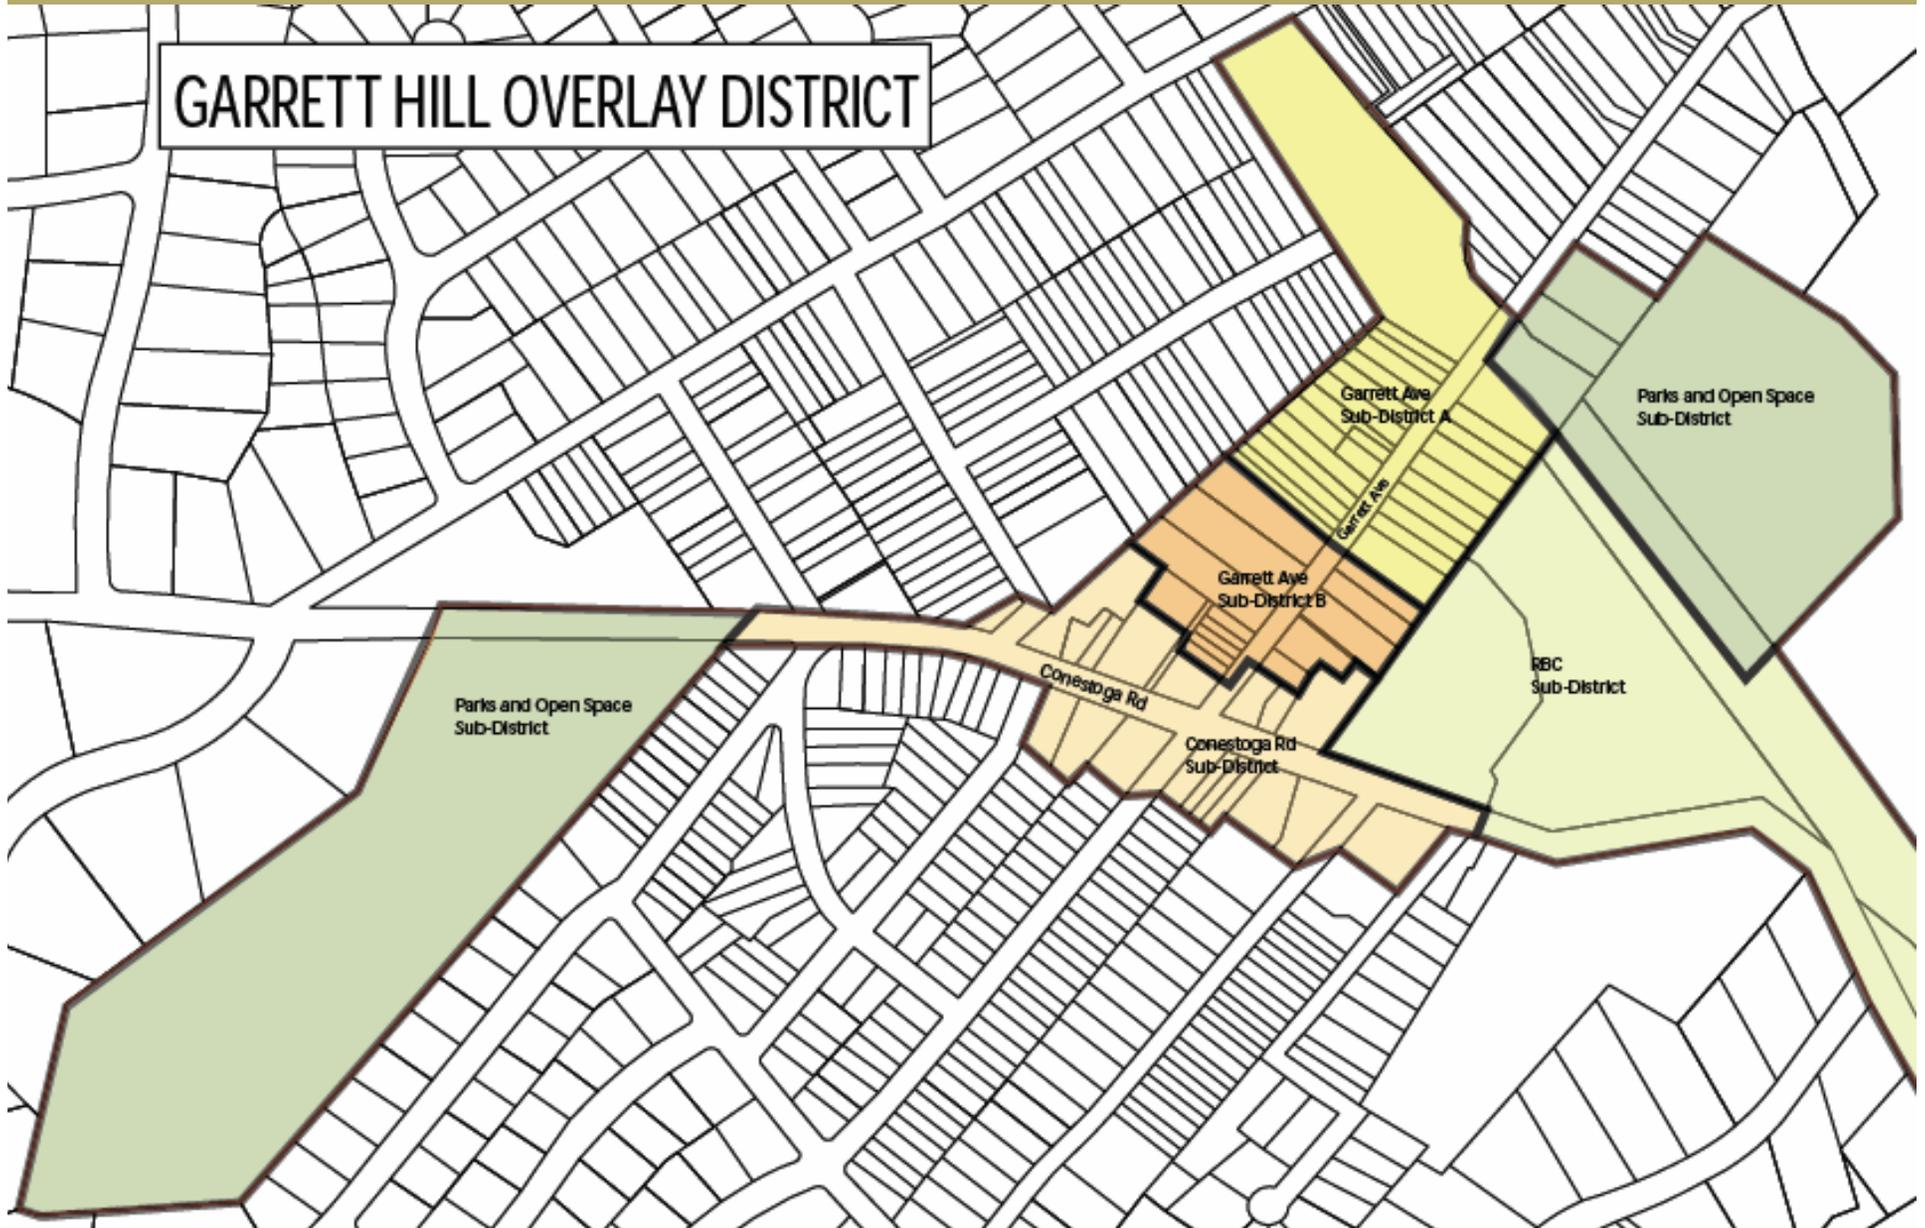 GARRETT HILL OVERLAY DISTRICT
Garrett Ave
Sub-District A
Parks and Open Space
Sub-District
Garrett Ave
Garrett Ave
Sub-District B
RBC
Sub-District
Conestoga Rd
Parks and Open Space
Sub-District
Conestoga Rd
Sub-District